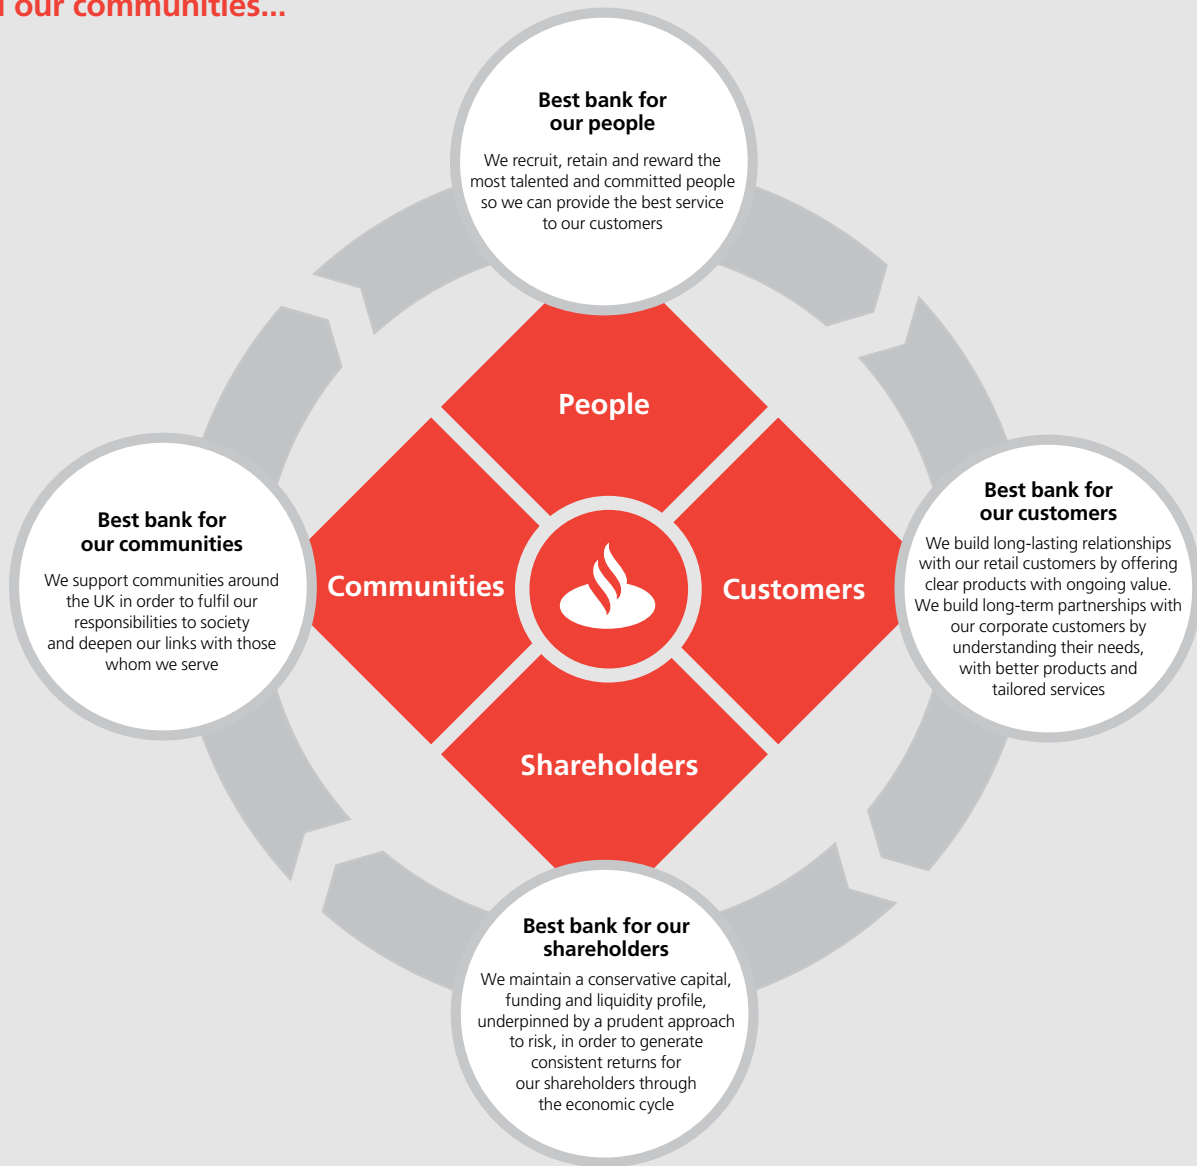 our communities...
Best bank for
our people
We recruit, retain and reward the
most talented and committed people
so we can provide the best service
to our customers
People
Best bank for
our communities
We support communities around
the UK in order to fulfil our
responsibilities to society
and deepen our links with those
whom we serve
Communities
Customers
Best bank for
our customers
We build long-lasting relationships
with our retail customers by offering
clear products with ongoing value.
We build long-term partnerships with
our corporate customers by
understanding their needs,
with better products and
tailored services
Shareholders
Best bank for our
shareholders
We maintain a conservative capital,
funding and liquidity profile,
underpinned by a prudent approach
to risk, in order to generate
consistent returns for
our shareholders through
the economic cycle